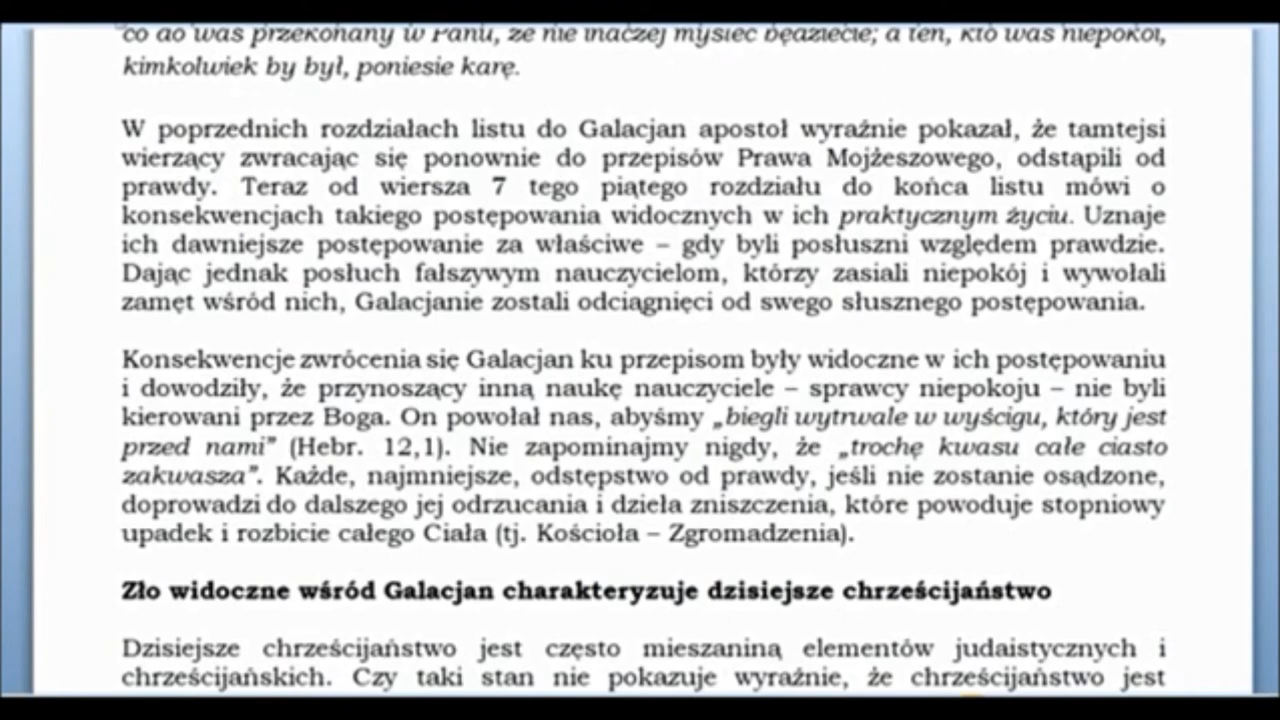 co do was przekonany w Panu, że nie inaczej myśleć będziecie; a ten, kto was niepokoi,
kimkolwiek by był, poniesie karę.
W poprzednich rozdziałach listu do Galacjan apostoł wyraźnie pokazał, że tamtejsi
wierzący zwracając się ponownie do przepisów Prawa Mojżeszowego, odstąpili od
prawdy. Teraz od wiersza 7 tego piątego rozdziału do końca listu mówi o
konsekwencjach takiego postępowania widocznych w ich praktycznym życiu. Uznaje
ich dawniejsze postępowanie za właściwe – gdy byli posłuszni względem prawdzie.
Dając jednak posłuch fałszywym nauczycielom, którzy zasiali niepokój i wywołali
zamęt wśród nich, Galacjanie zostali odciągnięci od swego słusznego postępowania.
Konsekwencje zwrócenia się Galacjan ku przepisom były widoczne w ich postępowaniu
i dowodziły, że przynoszący inną naukę nauczyciele – sprawcy niepokoju – nie byli
kierowani przez Boga. On powołał nas, abyśmy „biegli wytrwale w wyścigu, który jest
przed nami” (Hebr. 12,1). Nie zapominajmy nigdy, że „trochę kwasu całe ciasto
zakwasza”. Każde, najmniejsze, odstępstwo od prawdy, jeśli nie zostanie osądzone,
doprowadzi do dalszego jej odrzucania i dzieła zniszczenia, które powoduje stopniowy
upadek i rozbicie całego Ciała (tj. Kościoła – Zgromadzenia).
Zło widoczne wśród Galacjan charakteryzuje dzisiejsze chrześcijaństwo
Dzisiejsze chrześcijaństwo jest często mieszaniną elementów judaistycznych i
chrześcijańskich. Czy taki stan nie pokazuje wyraźnie, że chrześcijaństwo jest